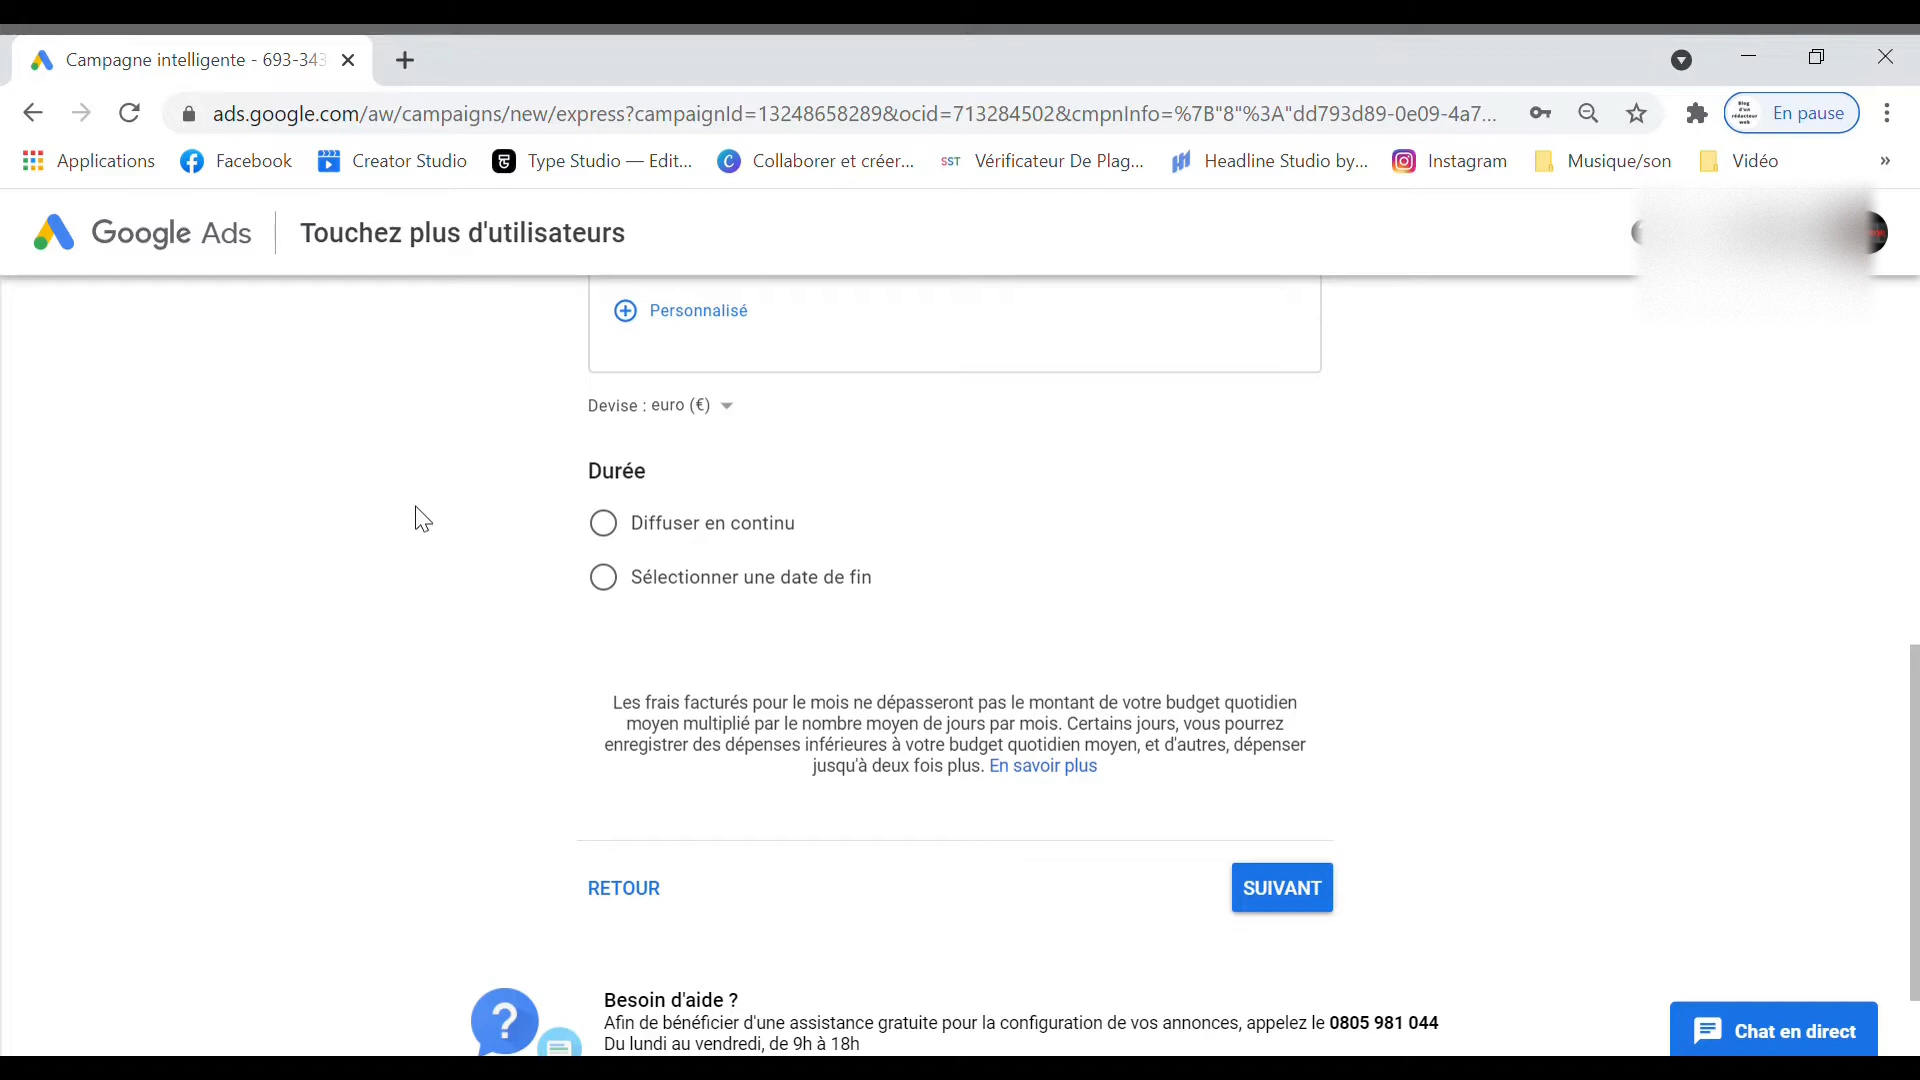 Campagne intelligente - 693-343
ads.google.com/aw/campaigns/new/express?campaignId=13248658289&ocid=713284502&cmpnInfo=%7B"8"%3A"dd793d89-0e09-4a7...
En pause
Applications
Facebook
Creator Studio
Type Studio — Edit...
Collaborer et créer...
SST Vérificateur De Plag...
Headline Studio by...
Instagram
Musique/son
Vidéo
»
Google Ads
Touchez plus d'utilisateurs
Personnalisé
Devise : euro (€)
Durée
Diffuser en continu
Sélectionner une date de fin
Les frais facturés pour le mois ne dépasseront pas le montant de votre budget quotidien
moyen multiplié par le nombre moyen de jours par mois. Certains jours, vous pourrez
enregistrer des dépenses inférieures à votre budget quotidien moyen, et d'autres, dépenser
jusqu'à deux fois plus. En savoir plus
RETOUR
SUIVANT
Besoin d'aide ?
Afin de bénéficier d'une assistance gratuite pour la configuration de vos annonces, appelez le 0805 981 044
Du lundi au vendredi, de 9h à 18h
Chat en direct